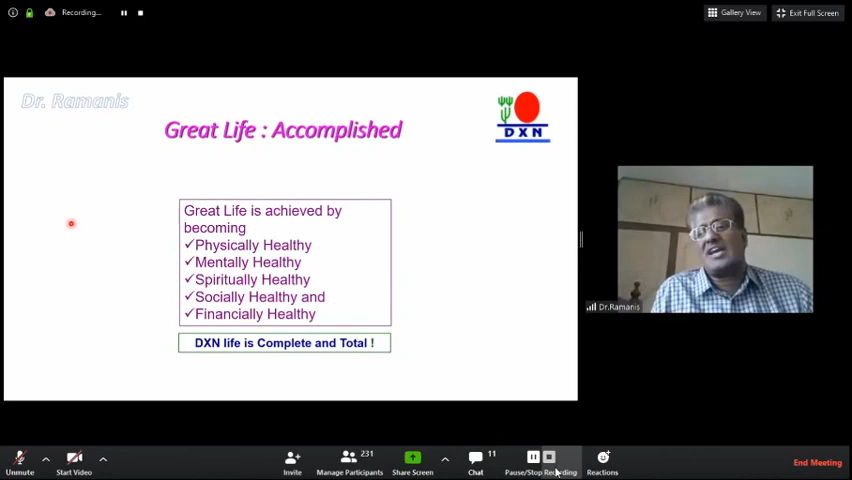 Recording...
Gallery View
Exit Full Screen
Dr. Ramanis
Great Life : Accomplished
DXN
Great Life is achieved by
becoming
✓Physically Healthy
✓Mentally Healthy
✓Spiritually Healthy
✓Socially Healthy and
✓Financially Healthy
DXN life is Complete and Total !
Dr.Ramanis
Unmute
Start Video
Invite
231
Manage Participants
Share Screen
11
Chat
Pause/Stop Recording
Reactions
End Meeting